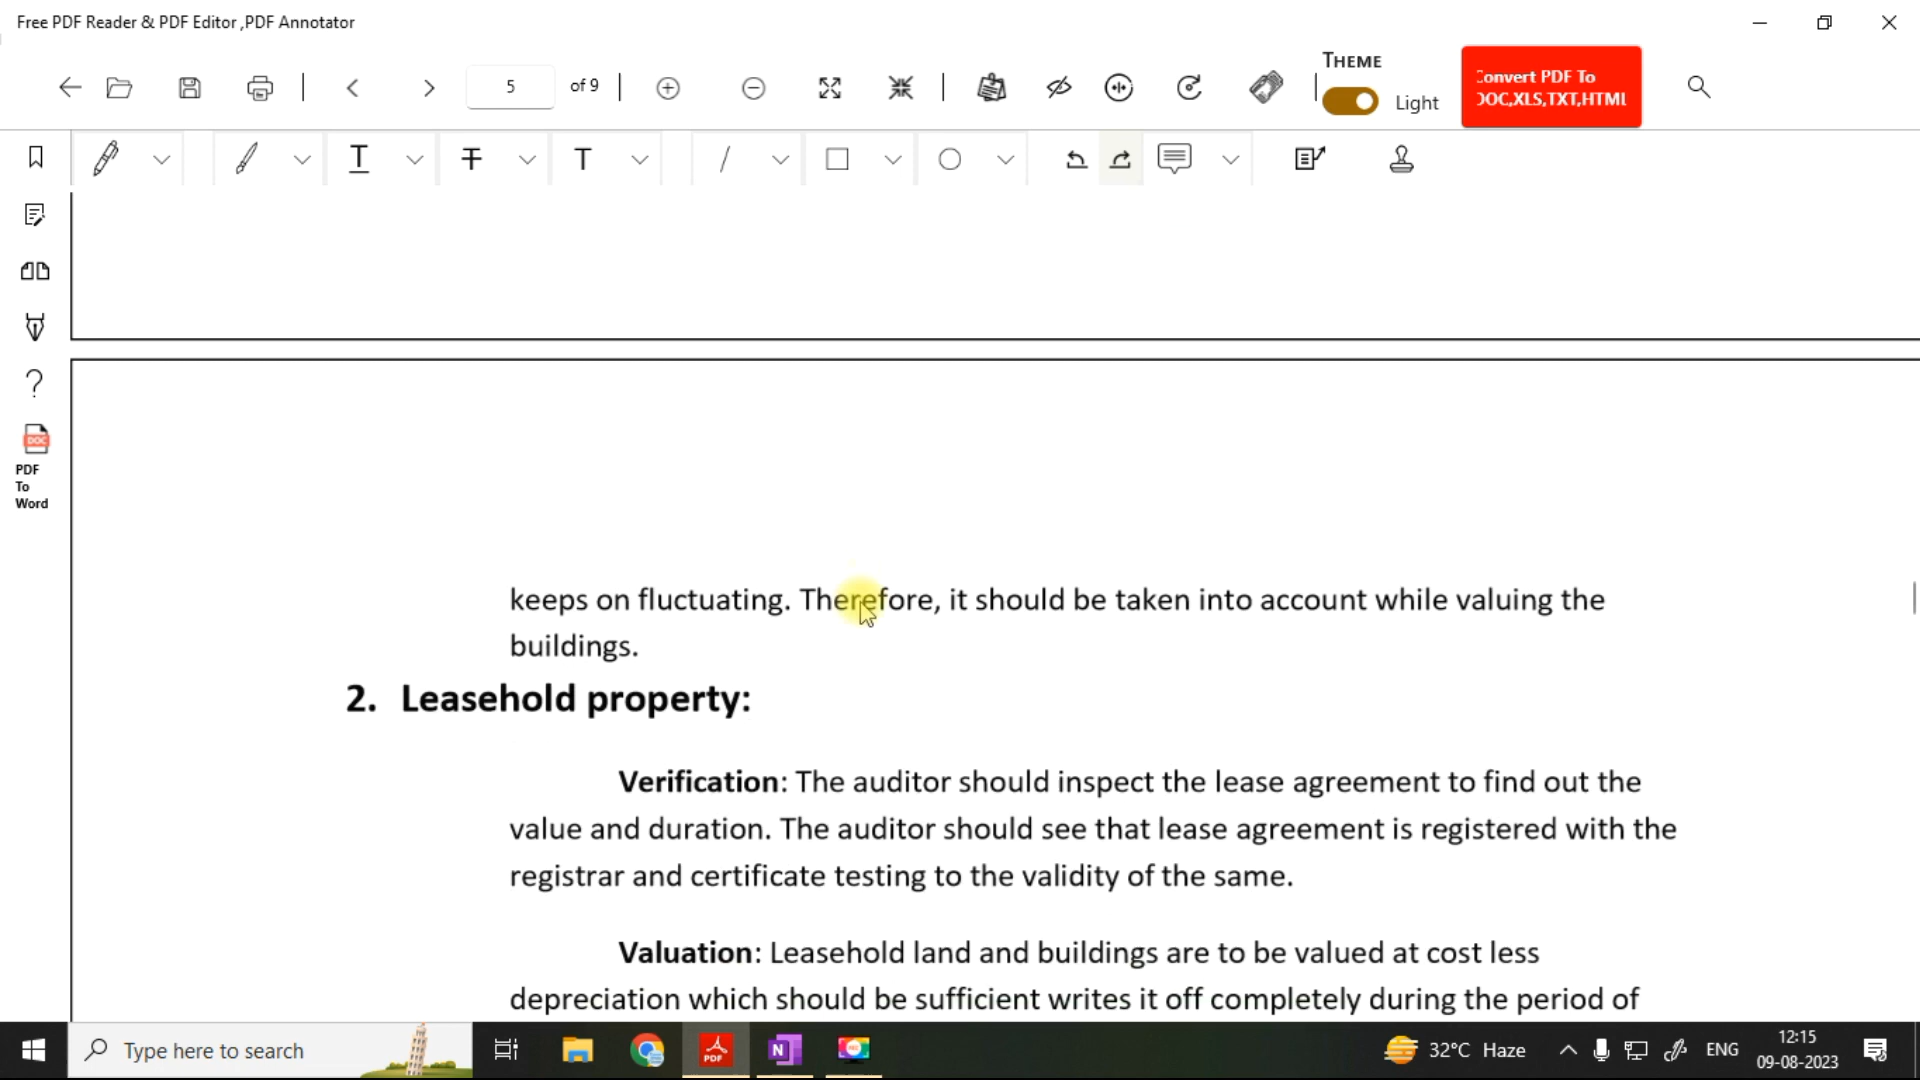 Free PDF Reader & PDF Editor ,PDF Annotator
5 of 9
THEME
Light
Convert PDF To
DOC,XLS,TXT,HTML
PDF
To
Word
keeps on fluctuating. Therefore, it should be taken into account while valuing the
buildings.
2. Leasehold property:
Verification: The auditor should inspect the lease agreement to find out the
value and duration. The auditor should see that lease agreement is registered with the
registrar and certificate testing to the validity of the same.
Valuation: Leasehold land and buildings are to be valued at cost less
depreciation which should be sufficient writes it off completely during the period of
Type here to search
32°C Haze
ENG
12:15
09-08-2023